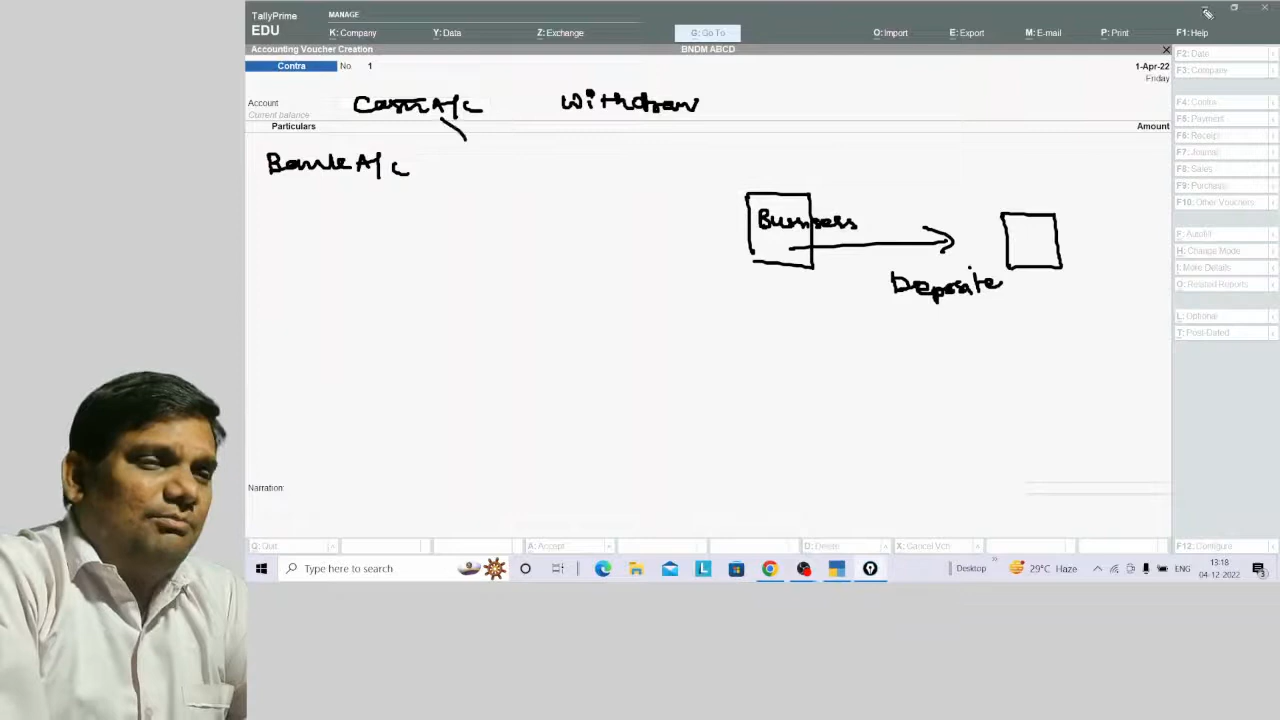 TallyPrime
EDU
MANAGE
K: Company
Y: Data
Z: Exchange
G: Go To
O: Import
E: Export
M: E-mail
P: Print
F1: Help
Accounting Voucher Creation
BNDM ABCD
F2: Date
F3: Company
Contra No. 1
1-Apr-22
Friday
Account
Cash A/c
Withdraw
Current balance
F4: Contra
F5: Payment
Particulars
Amount
F6: Receipt
F7: Journal
Bank A/c
F8: Sales
F9: Purchase
F10: Other Vouchers
Business
F: Autofill
H: Change Mode
I: More Details
Deposite
O: Related Reports
L: Optional
T: Post-Dated
Narration:
Q: Quit
A: Accept
D: Delete
X: Cancel Vch
F12: Configure
Type here to search
Desktop
29°C Haze
ENG
13:18
04-12-2022
3